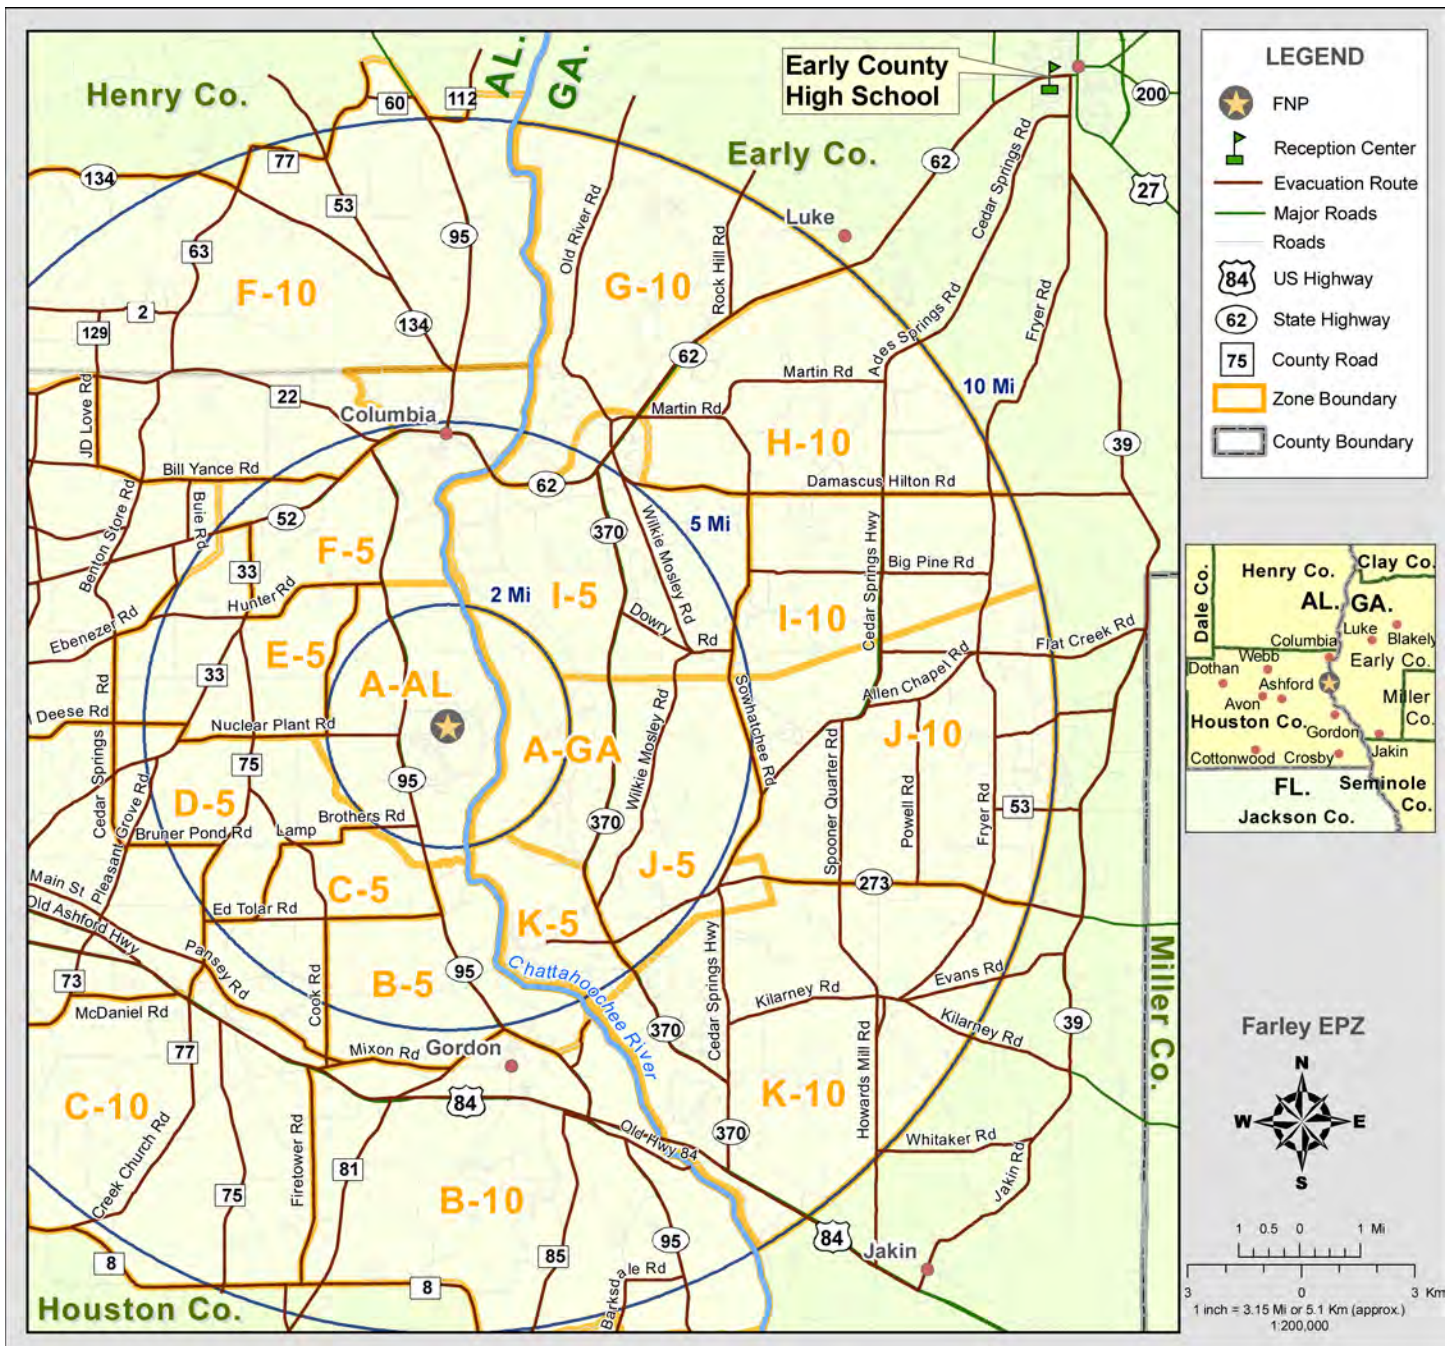 AL.
GA.
Henry Co.
60
112
77
134
53
95
63
F-10
2
129
134
JD Love Rd
22
Columbia
Bill Yance Rd
Early County
High School
200
Early Co.
62
Cedar Springs Rd
27
Luke
Old River Rd
Rock Hill Rd
G-10
Fryer Rd
Ades Springs Rd
62
Martin Rd
10 Mi
Martin Rd
H-10
39
Damascus Hilton Rd
62
5 Mi
Benton Store Rd
Buie Rd
52
370
Wilkie Mosley Rd
Cedar Springs Hwy
F-5
33
Big Pine Rd
Hunter Rd
2 Mi
I-5
Dowry
Rd
I-10
Ebenezer Rd
Flat Creek Rd
E-5
33
A-AL
Allen Chapel Rd
Sowhatchee Rd
l Deese Rd
Nuclear Plant Rd
J-10
A-GA
Cedar Springs Rd
75
95
Wilkie Mosley Rd
Spooner Quarter Rd
Powell Rd
Fryer Rd
53
D-5
Pleasant Grove Rd
Brothers Rd
Lamp
370
Bruner Pond Rd
J-5
Main St
C-5
273
Old Ashford Hwy
Ed Tolar Rd
K-5
Pansey Rd
Cook Rd
95
Chattahoochee River
Cedar Springs Hwy
Evans Rd
73
B-5
Kilarney Rd
McDaniel Rd
370
Kilarney Rd
39
Miller Co.
77
Mixon Rd
Gordon
Howards Mill Rd
C-10
84
K-10
Old Hwy 84
370
Whitaker Rd
Creek Church Rd
Firetower Rd
81
Jakin Rd
75
B-10
84
Jakin
85
95
8
8
Barksdale Rd
Houston Co.
LEGEND
FNP
Reception Center
Evacuation Route
Major Roads
Roads
84
US Highway
62
State Highway
75
County Road
Zone Boundary
County Boundary
Dale Co.
Henry Co.
Clay Co.
AL.
GA.
Luke
Columbia
Blakely
Webb
Early Co.
Dothan
Ashford
Avon
Miller
Co.
Houston Co.
Gordon
Jakin
Cottonwood
Crosby
FL.
Seminole
Co.
Jackson Co.
Farley EPZ
N
W
E
S
1 0.5 0 1 Mi
3 0 3 Km
1 inch = 3.15 Mi or 5.1 Km (approx.)
1:200,000